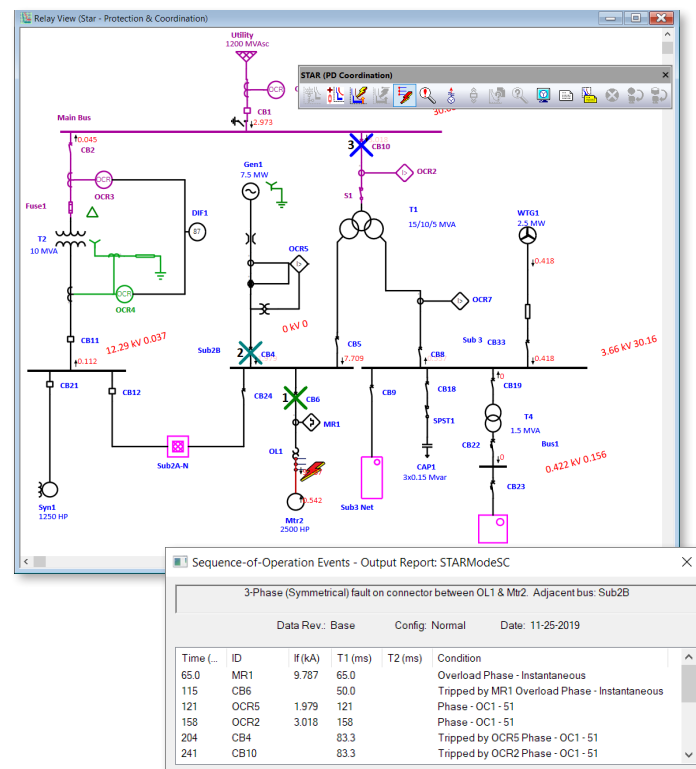 Relay View (Star - Protection & Coordination)
Utility
1200 MVAsc
STAR (PD Coordination)
OCR
CB1
2.973
Main Bus
0.045
CB2
3
CB10
OCR
OCR3
Fuse1
Gen1
7.5 MW
I>
OCR2
S1
T1
15/10/5 MVA
WTG1
2.5 MW
DIF1
87
T2
10 MVA
OCR5
I>
0.418
OCR
OCR4
I>
OCR7
0 kV 0
CB11
12.29 kV 0.037
Sub2B
2
CB4
CB5
CB8
Sub 3
CB33
3.66 kV 30.16
0.112
7.709
0.418
CB21
CB12
CB24
1
CB6
CB9
CB18
0
CB19
MR1
SPST1
T4
1.5 MVA
OL1
CB22
Bus1
0
0.422 kV 0.156
Sub2A-N
CAP1
3x0.15 Mvar
CB23
Syn1
1250 HP
0.542
Mtr2
2500 HP
Sub3 Net
Sequence-of-Operation Events - Output Report: STARModeSC
3-Phase (Symmetrical) fault on connector between OL1 & Mtr2. Adjacent bus: Sub2B
Data Rev.: Base Config: Normal Date: 11-25-2019
Time (... ID If (kA) T1 (ms) T2 (ms) Condition
65.0 MR1 9.787 65.0 Overload Phase - Instantaneous
115 CB6 50.0 Tripped by MR1 Overload Phase - Instantaneous
121 OCR5 1.979 121 Phase - OC1 - 51
158 OCR2 3.018 158 Phase - OC1 - 51
204 CB4 83.3 Tripped by OCR5 Phase - OC1 - 51
241 CB10 83.3 Tripped by OCR2 Phase - OC1 - 51